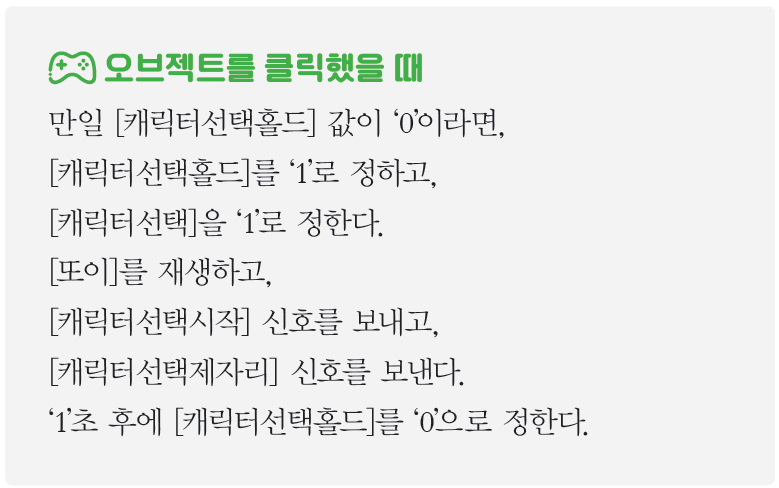 오브젝트를 클릭했을 때
만일 [캐릭터선택홀드] 값이 ‘0’이라면,
[캐릭터선택홀드]를 ‘1’로 정하고,
[캐릭터선택]을 ‘1’로 정한다.
[또이]를 재생하고,
[캐릭터선택시작] 신호를 보내고,
[캐릭터선택제자리] 신호를 보낸다.
‘1’초 후에 [캐릭터선택홀드]를 ‘0’으로 정한다.